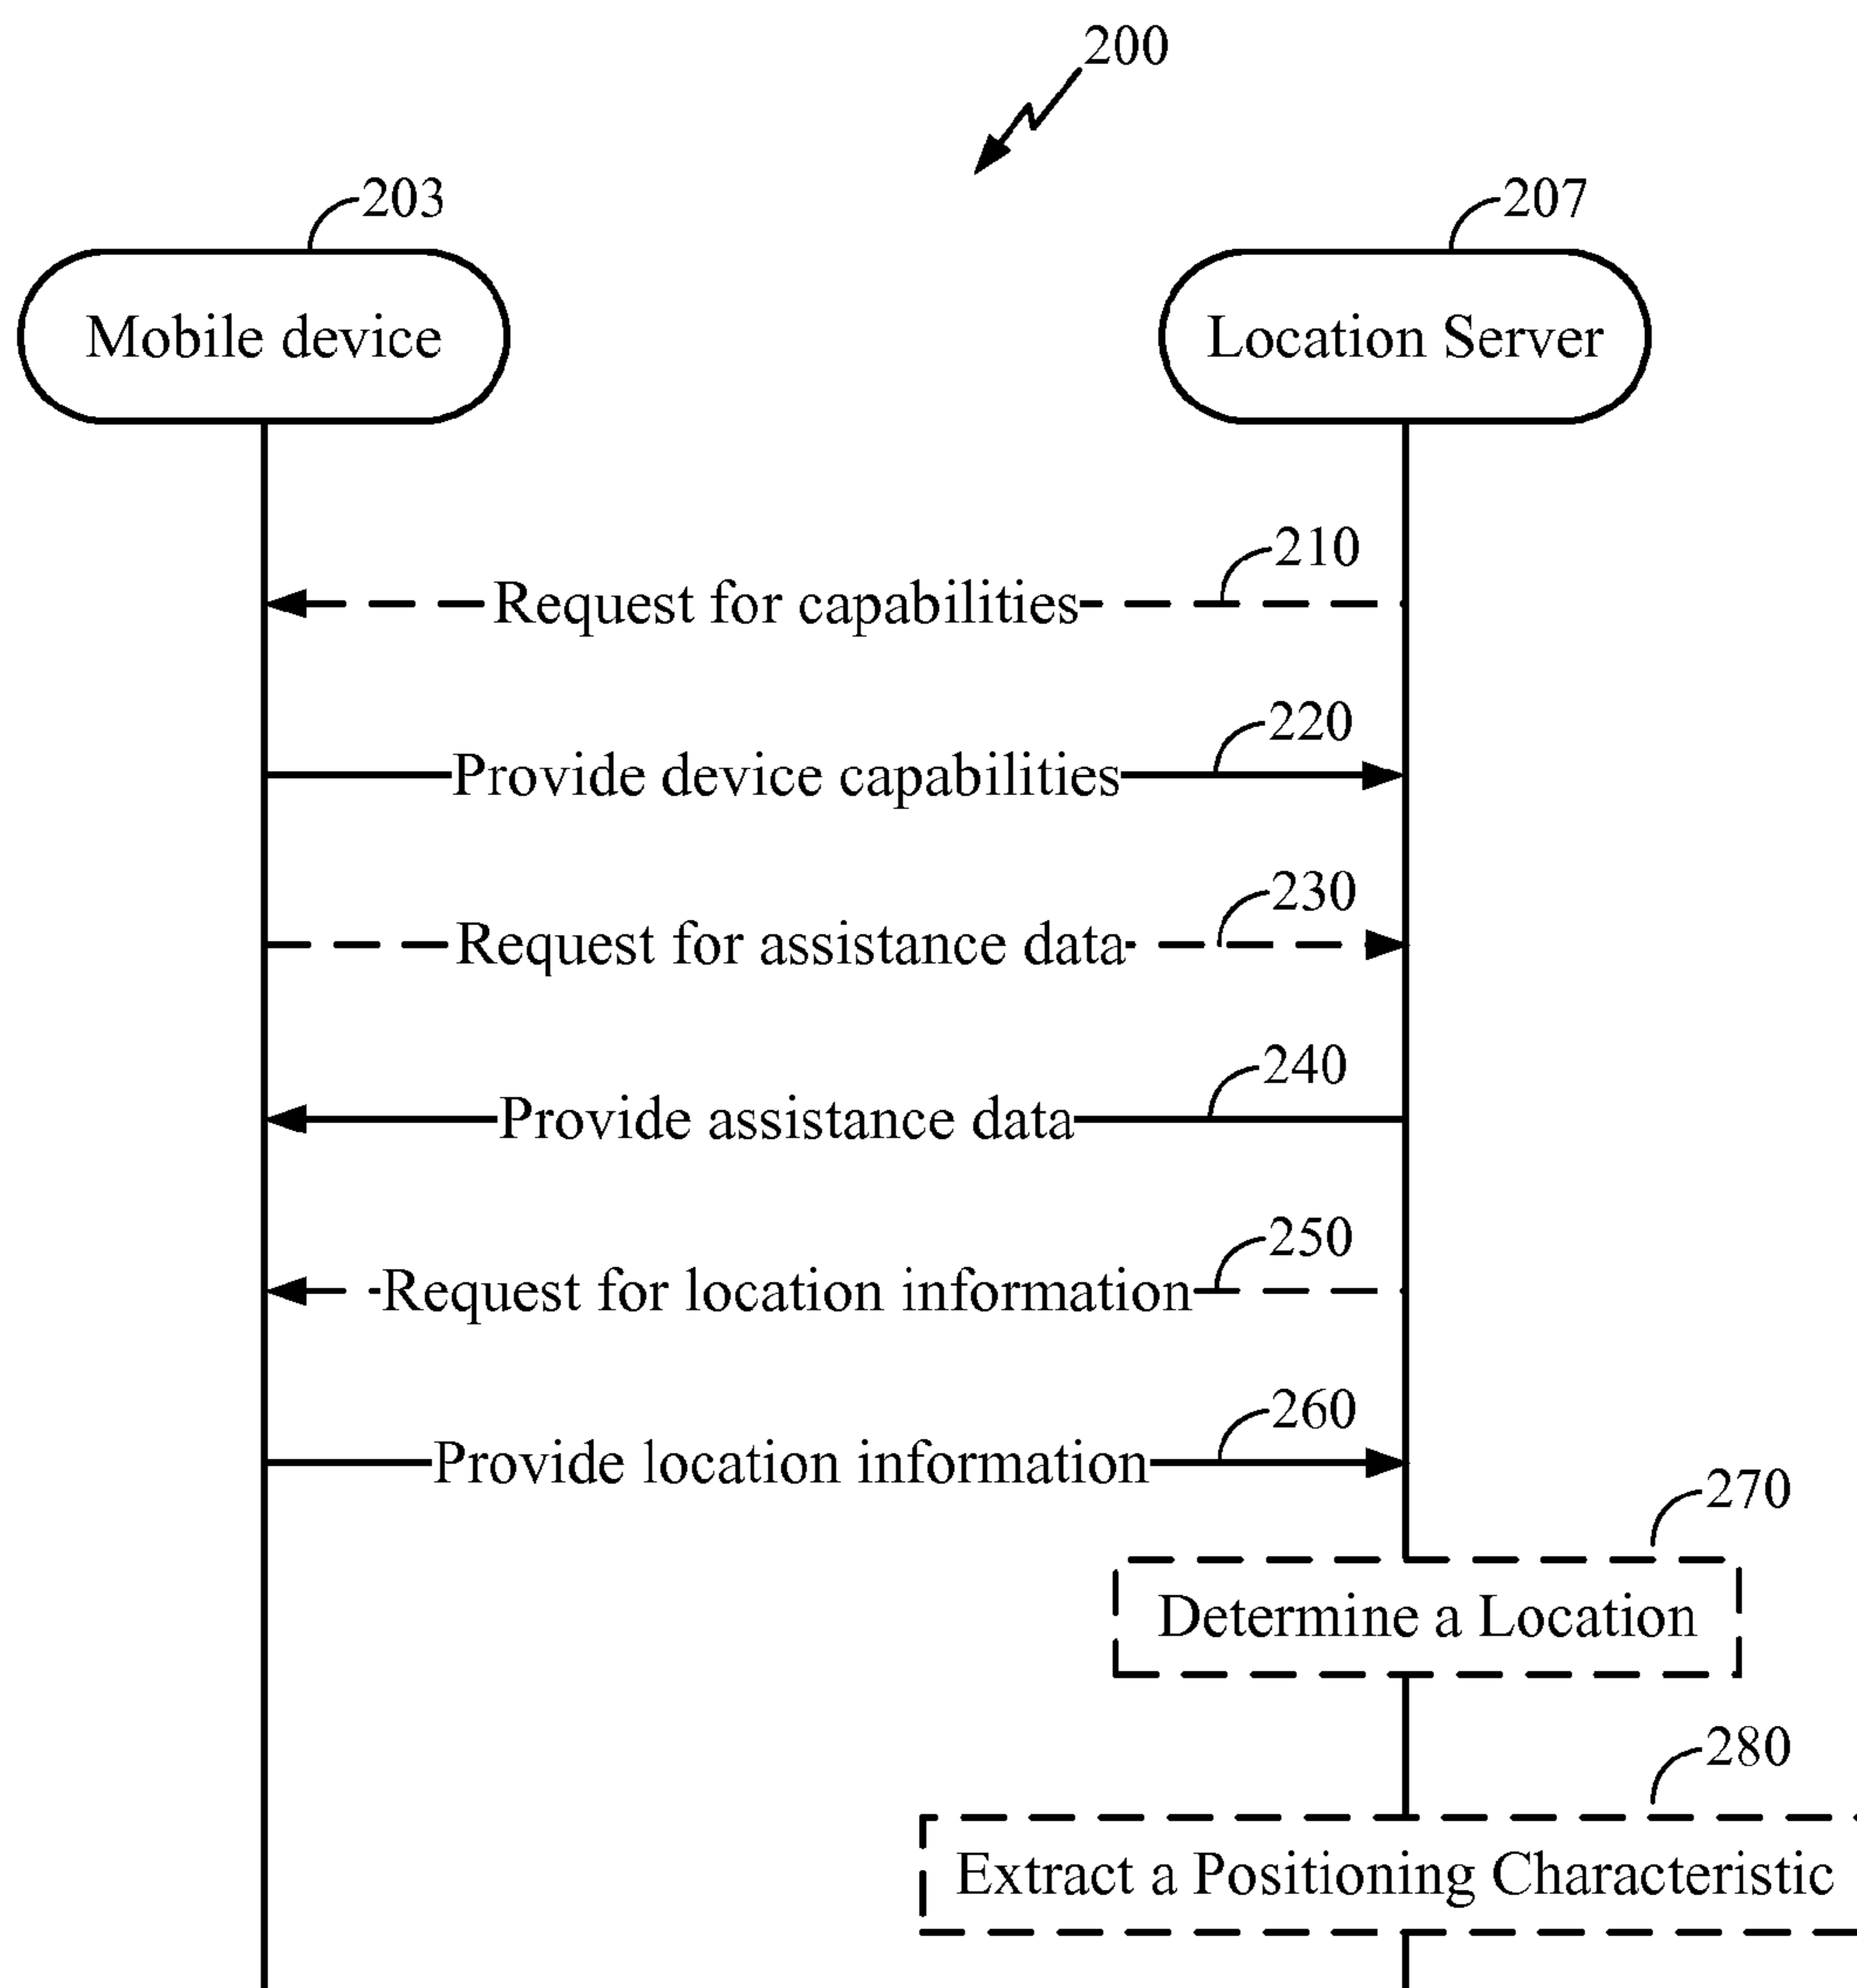 200
203
207
Mobile device
Location Server
210
Request for capabilities
220
Provide device capabilities
230
Request for assistance data
240
Provide assistance data
250
Request for location information
260
Provide location information
270
Determine a Location
280
Extract a Positioning Characteristic